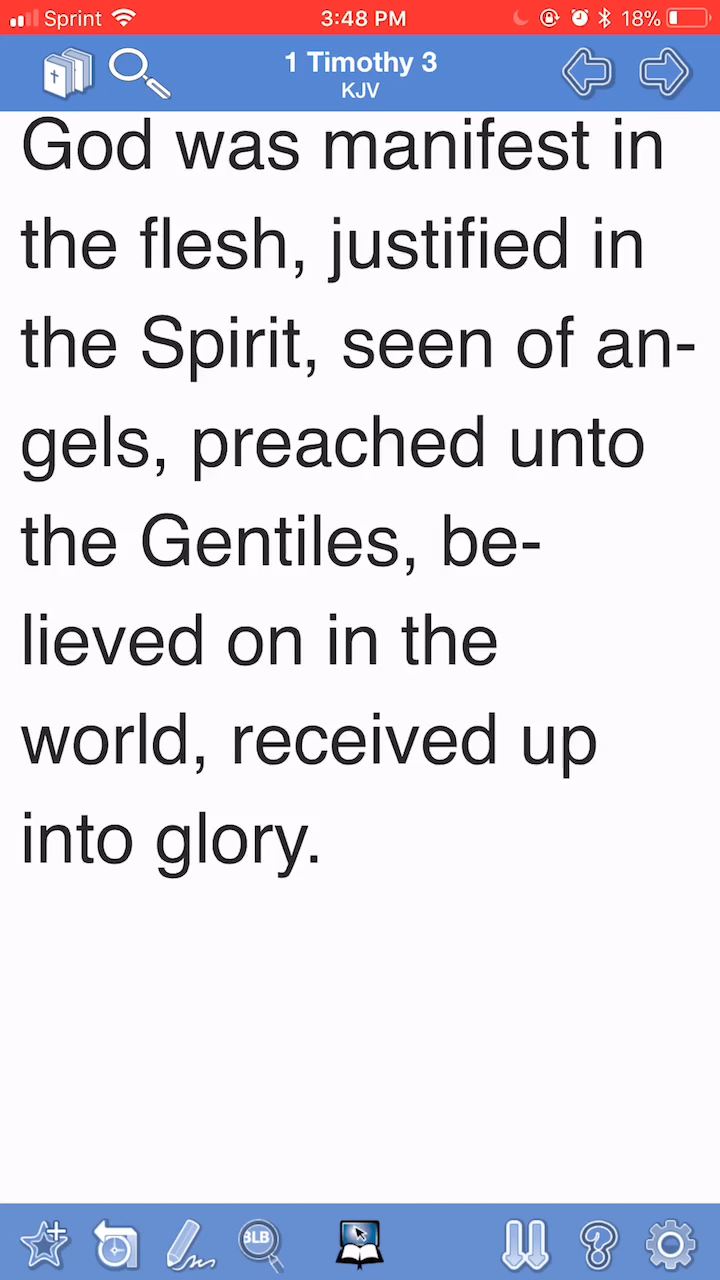 Sprint 3:48 PM 18%
1 Timothy 3
KJV
God was manifest in
the flesh, justified in
the Spirit, seen of an-
gels, preached unto
the Gentiles, be-
lieved on in the
world, received up
into glory.
BLB